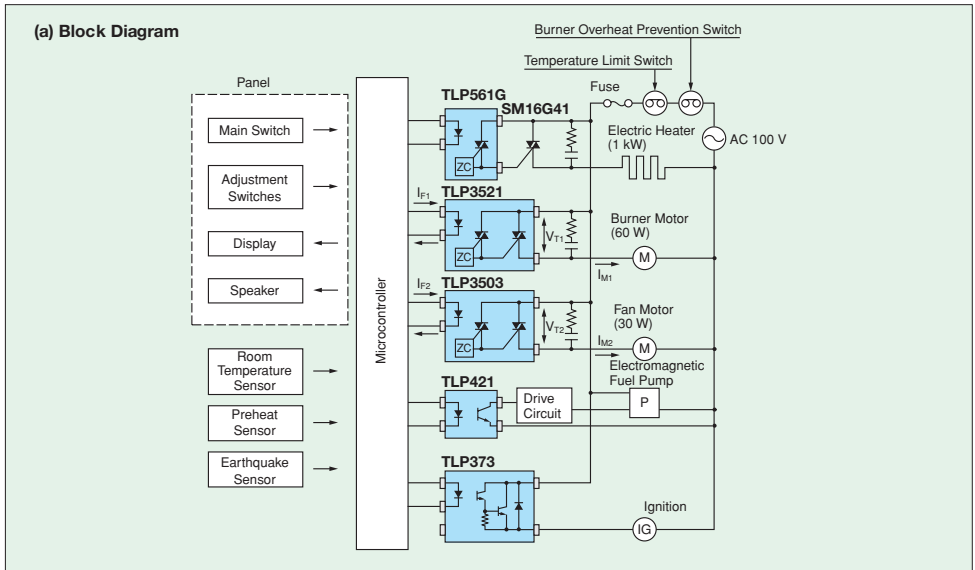 (a) Block Diagram
Burner Overheat Prevention Switch
Temperature Limit Switch
Fuse
AC 100 V
Panel
Main Switch
Adjustment
Switches
Display
Speaker
Room
Temperature
Sensor
Preheat
Sensor
Earthquake
Sensor
Microcontroller
TLP561G
SM16G41
ZC
Electric Heater
(1 kW)
IF1
TLP3521
ZC
VT1
Burner Motor
(60 W)
M
IM1
IF2
TLP3503
ZC
VT2
Fan Motor
(30 W)
M
IM2
Electromagnetic
Fuel Pump
P
TLP421
Drive
Circuit
TLP373
Ignition
IG